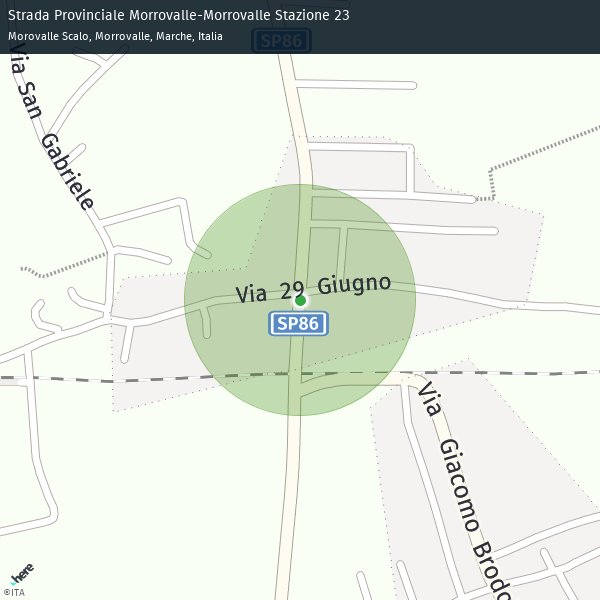 Strada Provinciale Morrovalle-Morrovalle Stazione 23
Morovalle Scalo, Morrovalle, Marche, Italia
SP86
Via San Gabriele
Via 29 Giugno
SP86
Via Giacomo Brodo
here
©ITA